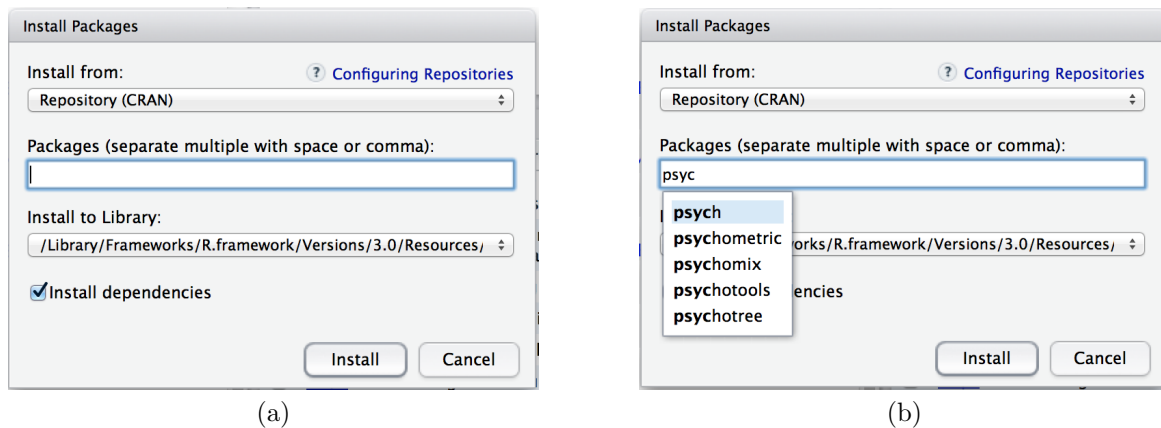 Install Packages
Install from:
? Configuring Repositories
Repository (CRAN)
Packages (separate multiple with space or comma):
Install to Library:
/Library/Frameworks/R.framework/Versions/3.0/Resources/
Install dependencies
Install
Cancel
(a)
Install Packages
Install from:
? Configuring Repositories
Repository (CRAN)
Packages (separate multiple with space or comma):
psyc
psych
psychometric
orks/R.framework/Versions/3.0/Resources/
psychomix
psychotools
encies
psychotree
Install
Cancel
(b)